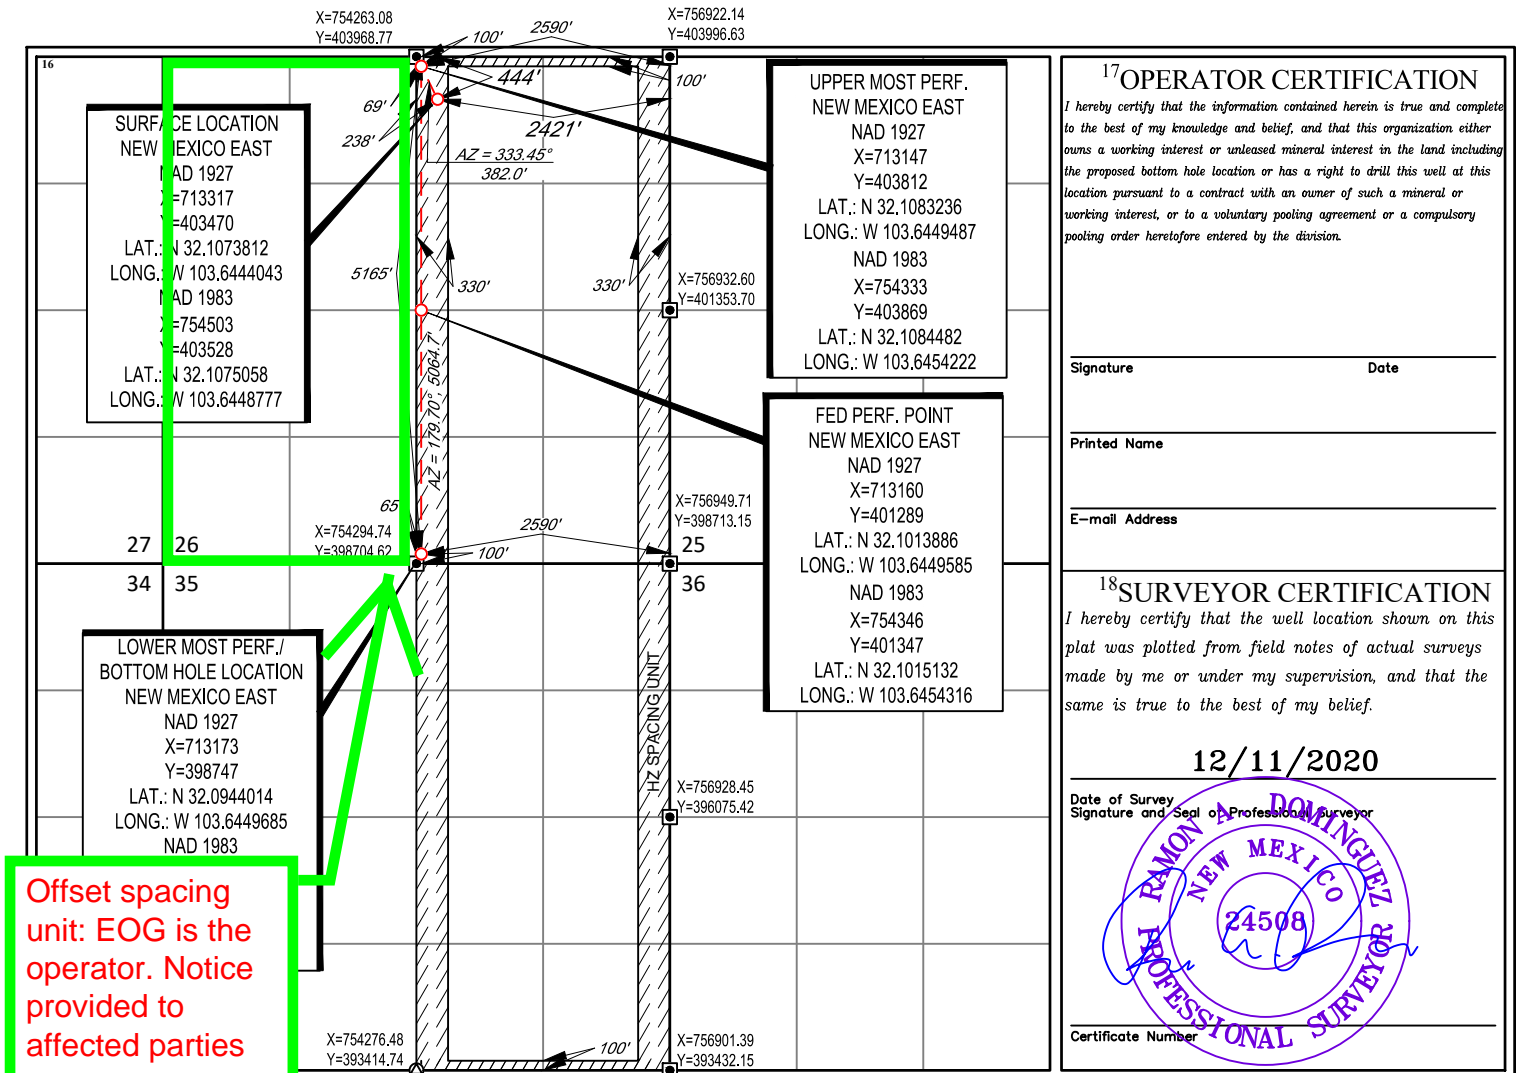 X=754263.08
Y=403968.77
100'
2590'
X=756922.14
Y=403996.63
16
444'
100'
69'
238'
2421'
AZ = 333.45°
382.0'
SURFACE LOCATION
NEW MEXICO EAST
NAD 1927
X=713317
Y=403470
LAT.: N 32.1073812
LONG.: W 103.6444043
NAD 1983
X=754503
Y=403528
LAT.: N 32.1075058
LONG.: W 103.6448777
UPPER MOST PERF.
NEW MEXICO EAST
NAD 1927
X=713147
Y=403812
LAT.: N 32.1083236
LONG.: W 103.6449487
NAD 1983
X=754333
Y=403869
LAT.: N 32.1084482
LONG.: W 103.6454222
5165'
330'
330'
X=756932.60
Y=401353.70
AZ = 179.70° 5064.7'
FED PERF. POINT
NEW MEXICO EAST
NAD 1927
X=713160
Y=401289
LAT.: N 32.1013886
LONG.: W 103.6449585
NAD 1983
X=754346
Y=401347
LAT.: N 32.1015132
LONG.: W 103.6454316
65
X=754294.74
Y=398704.62
2590'
100'
X=756949.71
Y=398713.15
27 26
34 35
25
36
LOWER MOST PERF./
BOTTOM HOLE LOCATION
NEW MEXICO EAST
NAD 1927
X=713173
Y=398747
LAT.: N 32.0944014
LONG.: W 103.6449685
NAD 1983
HZ SPACING UNIT
X=756928.45
Y=396075.42
Offset spacing
unit: EOG is the
operator. Notice
provided to
affected parties
X=754276.48
Y=393414.74
100'
X=756901.39
Y=393432.15
17OPERATOR CERTIFICATION
I hereby certify that the information contained herein is true and complete
to the best of my knowledge and belief, and that this organization either
owns a working interest or unleased mineral interest in the land including
the proposed bottom hole location or has a right to drill this well at this
location pursuant to a contract with an owner of such a mineral or
working interest, or to a voluntary pooling agreement or a compulsory
pooling order heretofore entered by the division.
Signature Date
Printed Name
E-mail Address
18SURVEYOR CERTIFICATION
I hereby certify that the well location shown on this
plat was plotted from field notes of actual surveys
made by me or under my supervision, and that the
same is true to the best of my belief.
12/11/2020
Date of Survey
Signature and Seal of Professional Surveyor
RAMON A. DOMINGUEZ
NEW MEXICO
24508
PROFESSIONAL SURVEYOR
Certificate Number